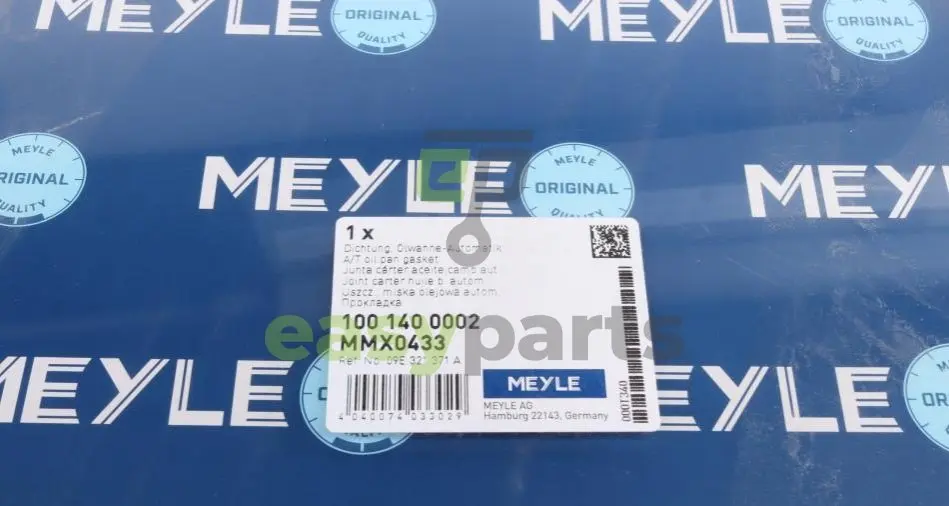 MEYLE
ORIGINAL
QUALITY
MEYLE
ORIGINAL
QUALITY
MEYLE
ORIGINAL
QUALITY
MEYLE
MEYLE
ORIGINAL
MEYLE
1 x
Dichtung, Ölwanne-Automatik
A/T oil pan gasket
Junta cárter aceite camb.aut
Joint carter huile b. autom.
Uszcz. miska olejowa autom.
Прокладка
easyparts
100 140 0002
MMX0433
Ref. No. 09E 321 371 A
4 040074 033029
MEYLE
MEYLE AG
Hamburg 22143, Germany
000T340
MEYLE
MEYLE